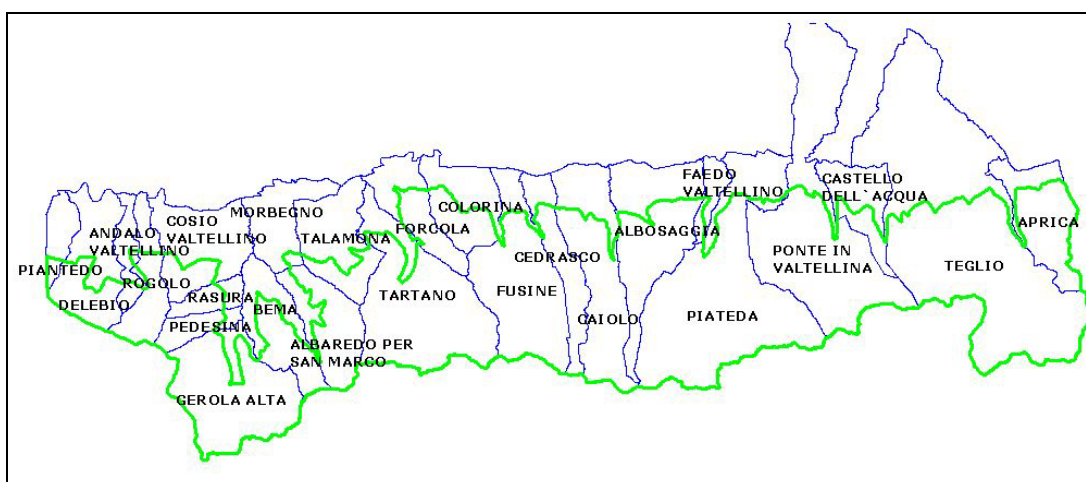 FAEDO
VALTELLINO
CASTELLO
DELL`ACQUA
COLORINA
MORBEGNO
COSIO
VALTELLINO
APRICA
FORCOLA
ALBOSAGGIA
ANDALO
VALTELLINO
TALAMONA
PONTE IN
VALTELLINA
CEDRASCO
TEGLIO
PIANTEDO
ROGOLO
FUSINE
TARTANO
RASURA
DELEBIO
BEMA
PIATEDA
CAIOLO
PEDESINA
ALBAREDO PER
SAN MARCO
GEROLA ALTA